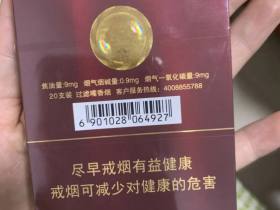 焦油量:9mg 烟气烟碱量:0.9mg 烟气一氧化碳量:9mg
20支装 过滤嘴香烟 客户服务热线:4008855788
6 901028 064927
尽早戒烟有益健康
戒烟可减少对健康的危害